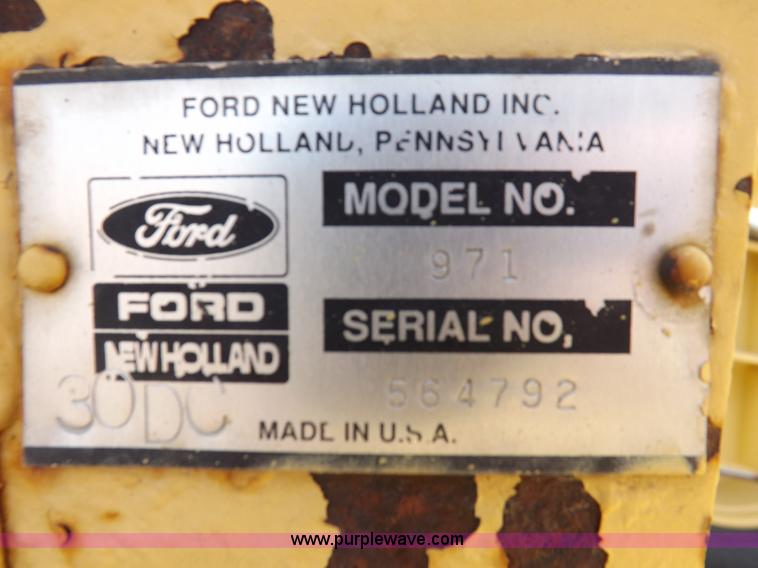 FORD NEW HOLLAND INC.
NEW HOLLAND, PENNSYLVANIA
Ford
MODEL NO.
971
FORD
NEW HOLLAND
SERIAL NO.
564792
30DC
MADE IN U.S.A.
www.purplewave.com